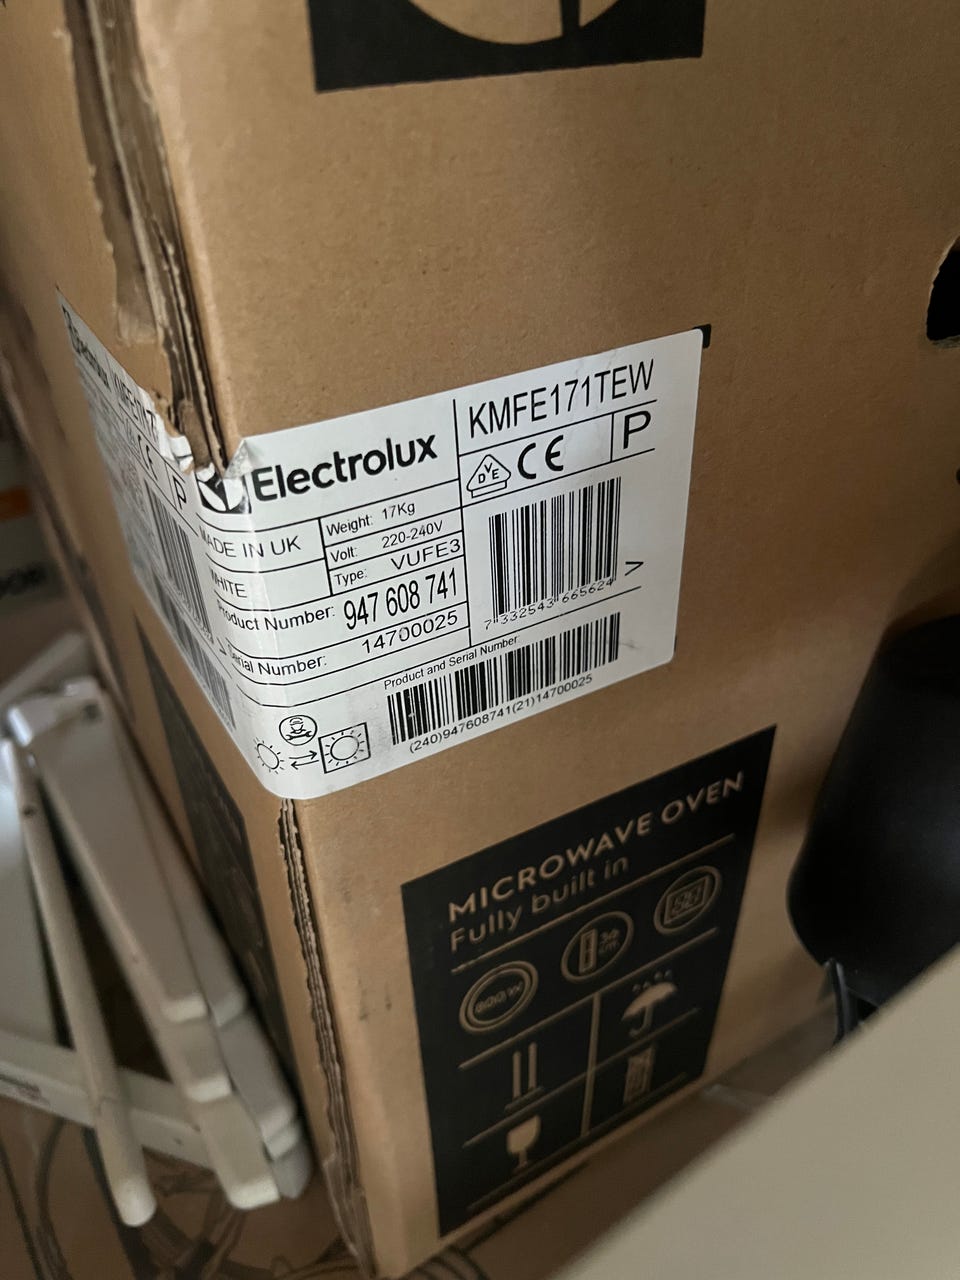 Electrolux
KMFE171TEW
DVE CE P
MADE IN UK
Weight: 17Kg
Volt: 220-240V
WHITE
Type: VUFE3
Product Number: 947 608 741
Serial Number: 14700025
7 332543 665624 >
Product and Serial Number
(240)947608741(21)14700025
MICROWAVE OVEN
Fully built in
800 W
P